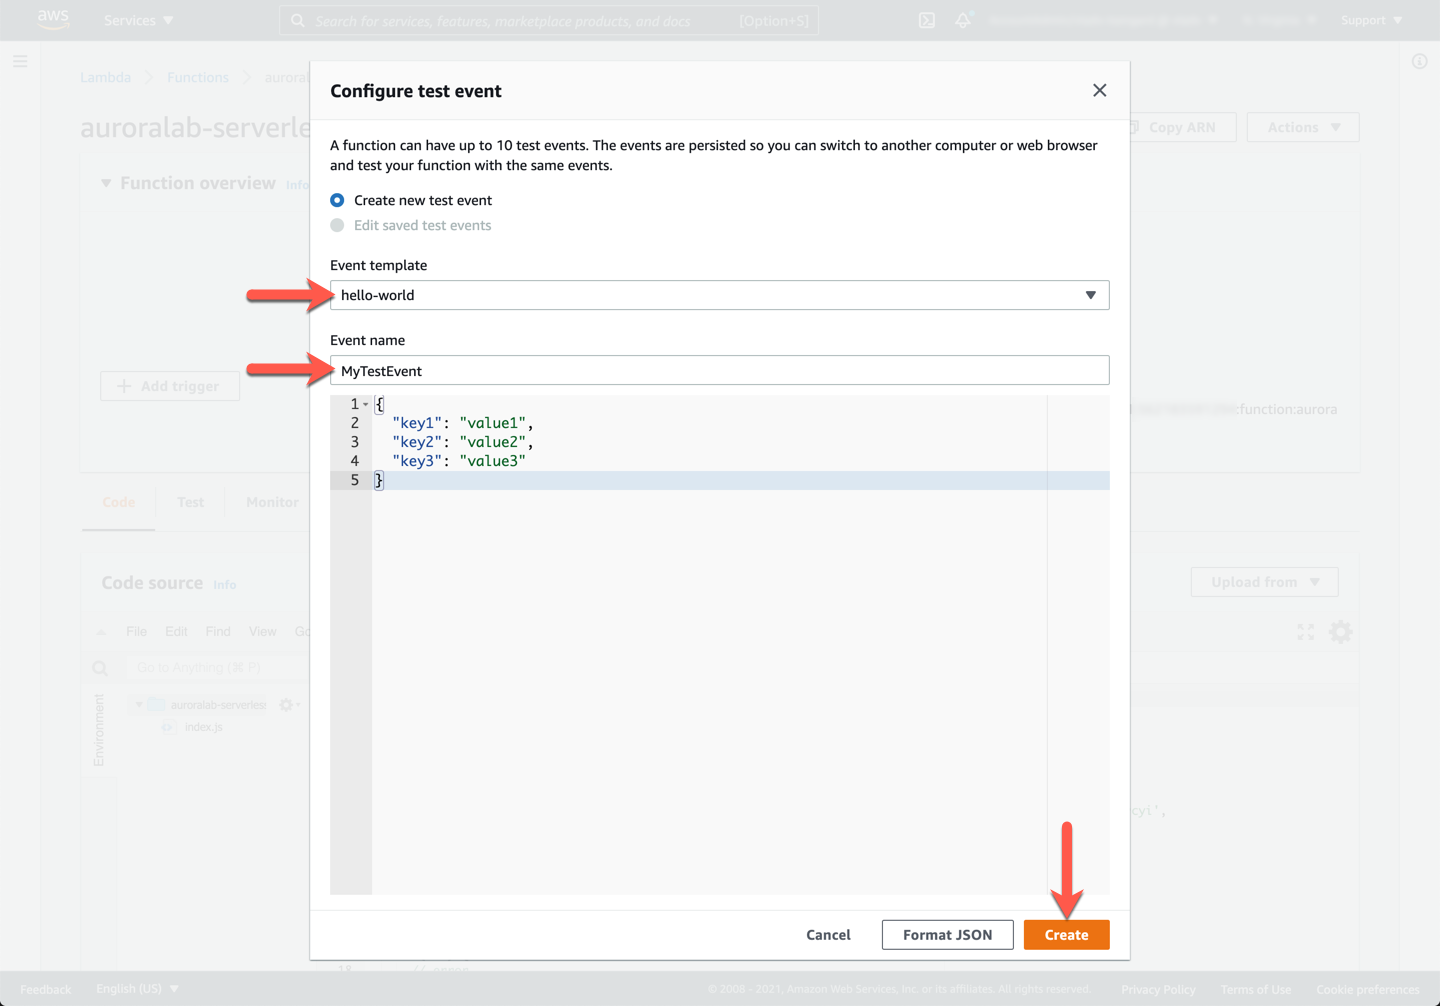 aws
Services
Search for services, features, marketplace products, and docs
[Option+S]
Support
Lambda
Functions
auroral
auroralab-serverle
Copy ARN
Actions
Function overview Info
Configure test event
A function can have up to 10 test events. The events are persisted so you can switch to another computer or web browser
and test your function with the same events.
Create new test event
Edit saved test events
Event template
hello-world
Event name
MyTestEvent
1 {
2 "key1": "value1",
3 "key2": "value2",
4 "key3": "value3"
5 }
+ Add trigger
:function:aurora
Code
Test
Monitor
Code source Info
Upload from
File Edit Find View Go
Go to Anything (⌘ P)
Environment
auroralab-serverless
index.js
cyi',
Cancel
Format JSON
Create
18
Feedback
English (US)
© 2008 - 2021, Amazon Web Services, Inc. or its affiliates. All rights reserved.
Privacy Policy
Terms of Use
Cookie preferences